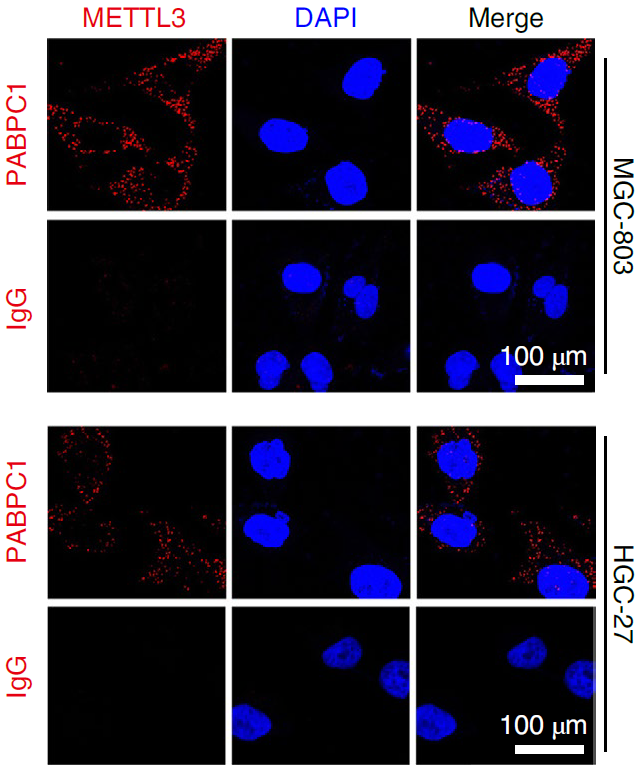 METTL3 DAPI Merge
PABPC1
MGC-803
IgG
100 µm
PABPC1
HGC-27
IgG
100 µm